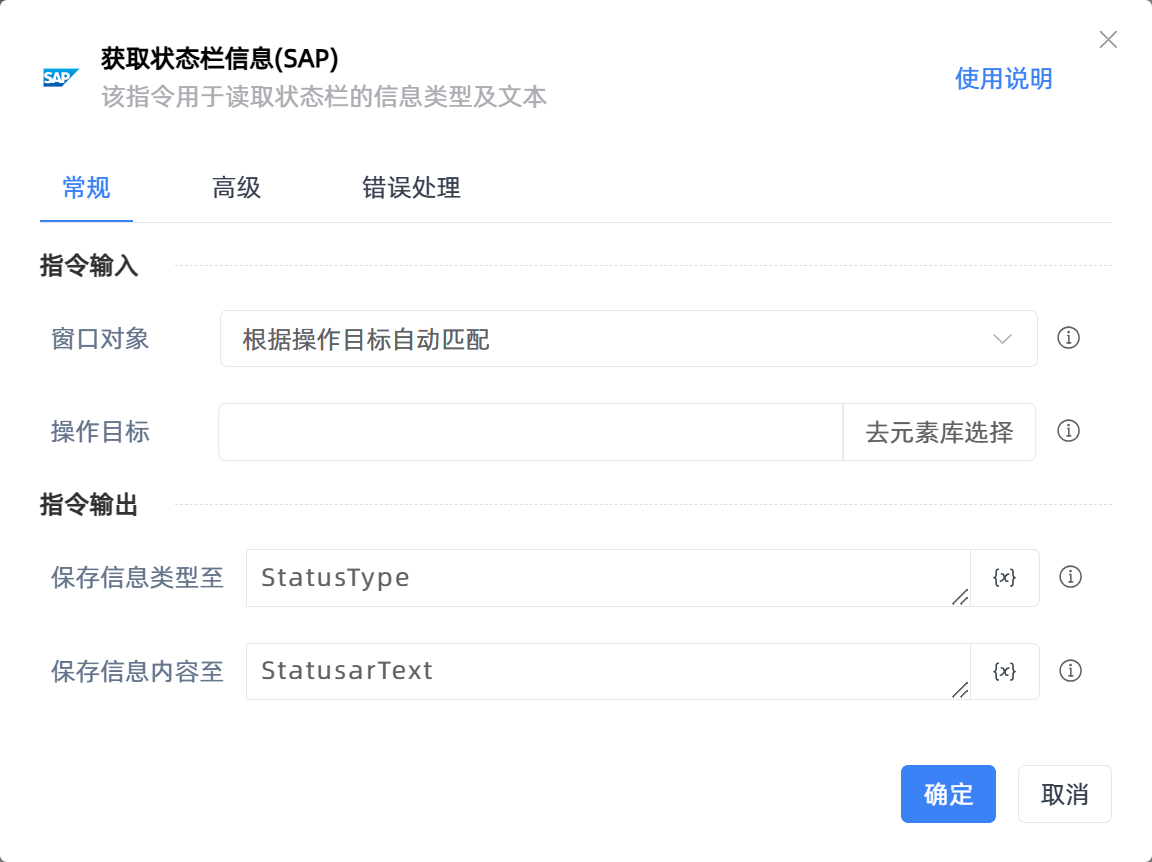 获取状态栏信息(SAP)
SAP
该指令用于读取状态栏的信息类型及文本
使用说明
常规 高级 错误处理
指令输入
窗口对象 根据操作目标自动匹配
操作目标 去元素库选择
指令输出
保存信息类型至 StatusType {x}
保存信息内容至 StatusarText {x}
确定 取消